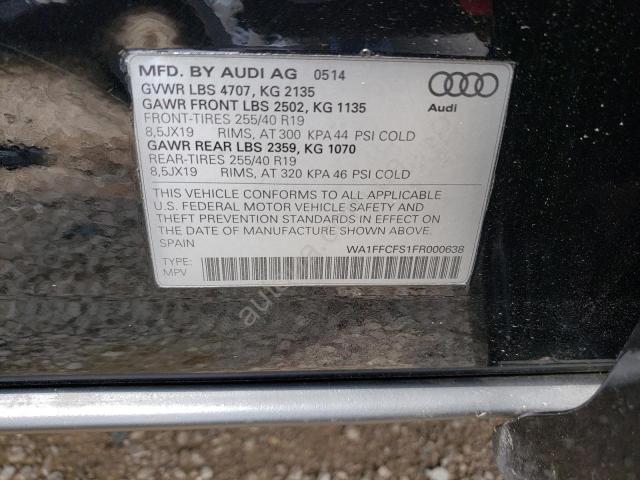 MFD. BY AUDI AG 0514
GVWR LBS 4707, KG 2135
GAWR FRONT LBS 2502, KG 1135
FRONT-TIRES 255/40 R19
8,5JX19 RIMS, AT 300 KPA 44 PSI COLD
GAWR REAR LBS 2359, KG 1070
REAR-TIRES 255/40 R19
8,5JX19 RIMS, AT 320 KPA 46 PSI COLD
Audi
THIS VEHICLE CONFORMS TO ALL APPLICABLE
U.S. FEDERAL MOTOR VEHICLE SAFETY AND
THEFT PREVENTION STANDARDS IN EFFECT ON
THE DATE OF MANUFACTURE SHOWN ABOVE.
SPAIN
WA1FFCFS1FR000638
TYPE:
MPV